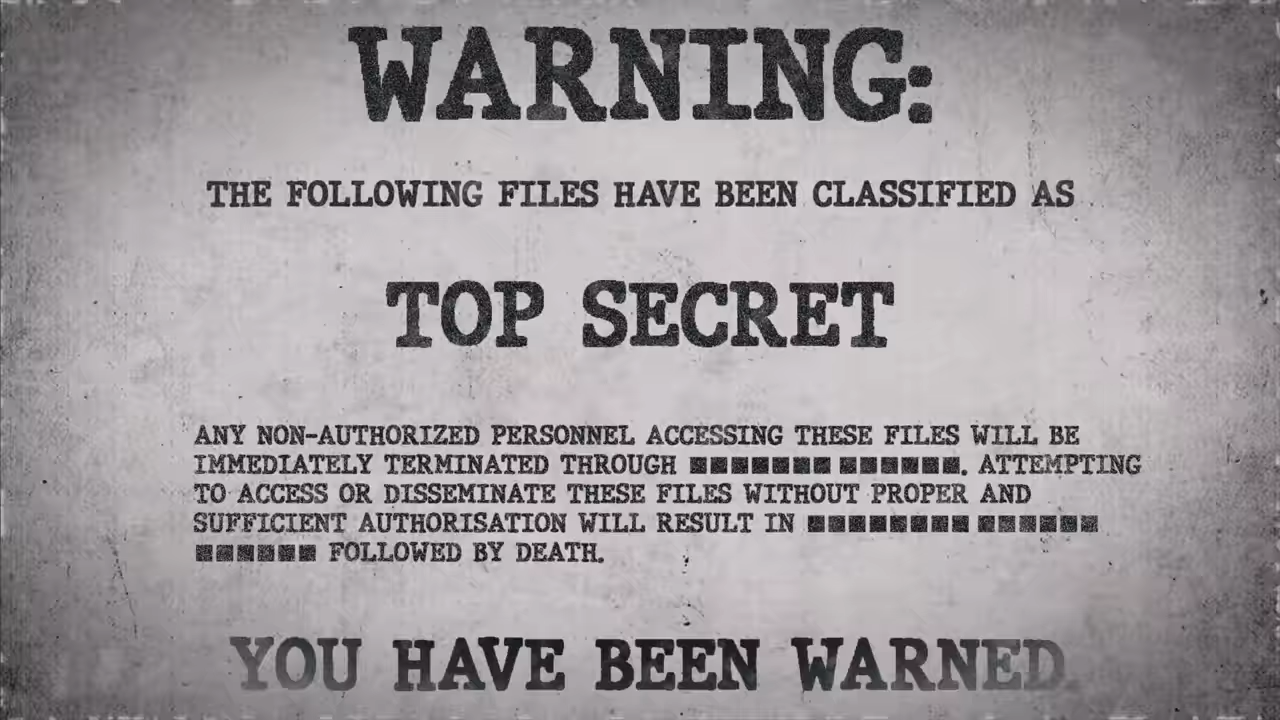 WARNING:
THE FOLLOWING FILES HAVE BEEN CLASSIFIED AS
TOP SECRET
ANY NON-AUTHORIZED PERSONNEL ACCESSING THESE FILES WILL BE
IMMEDIATELY TERMINATED THROUGH ■■■■■■■ ■■■■■■. ATTEMPTING
TO ACCESS OR DISSEMINATE THESE FILES WITHOUT PROPER AND
SUFFICIENT AUTHORISATION WILL RESULT IN ■■■■■■■■ ■■■■■■
■■■■■■ FOLLOWED BY DEATH.
YOU HAVE BEEN WARNED.